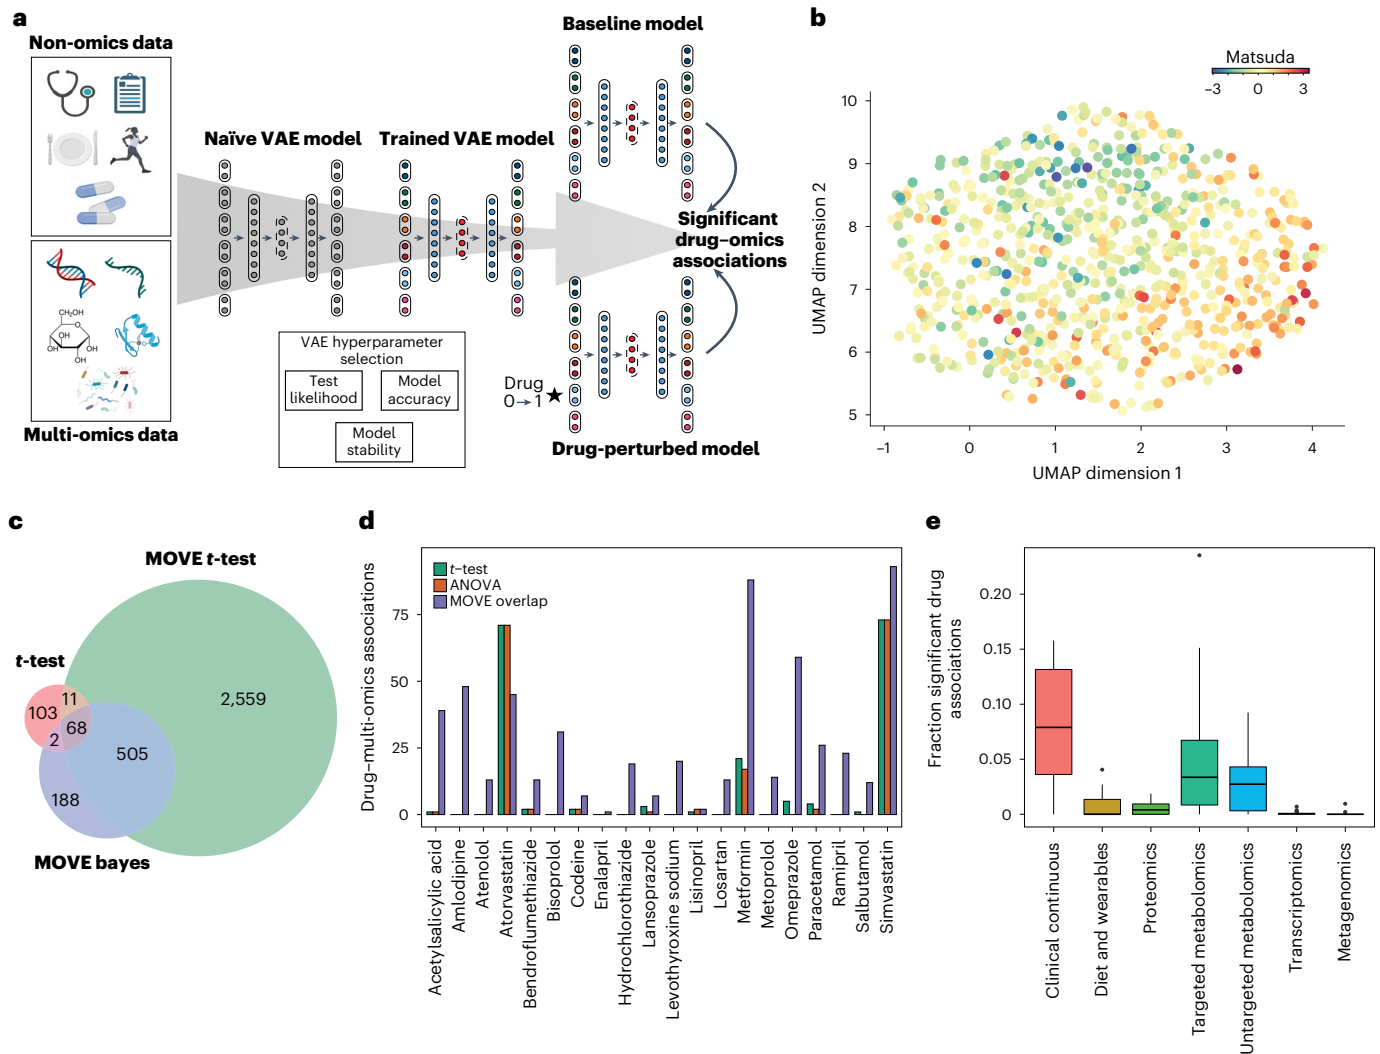 a
Non-omics data
Multi-omics data
CH₂OH
O
OH
OH
OH
OH
Naïve VAE model
Trained VAE model
VAE hyperparameter
selection
Test
likelihood
Model
accuracy
Model
stability
Baseline model
Significant
drug–omics
associations
Drug
0→1
Drug-perturbed model
b
Matsuda
–3 0 3
UMAP dimension 2
10
9
8
7
6
5
–1 0 1 2 3 4
UMAP dimension 1
c
MOVE t-test
t-test
11
103
68
2
2,559
505
188
MOVE bayes
d
Drug–multi-omics associations
75
50
25
0
t–test
ANOVA
MOVE overlap
Acetylsalicylic acid
Amlodipine
Atenolol
Atorvastatin
Bendroflumethiazide
Bisoprolol
Codeine
Enalapril
Hydrochlorothiazide
Lansoprazole
Levothyroxine sodium
Lisinopril
Losartan
Metformin
Metoprolol
Omeprazole
Paracetamol
Ramipril
Salbutamol
Simvastatin
e
Fraction significant drug
associations
0.20
0.15
0.10
0.05
0
Clinical continuous
Diet and wearables
Proteomics
Targeted metabolomics
Untargeted metabolomics
Transcriptomics
Metagenomics